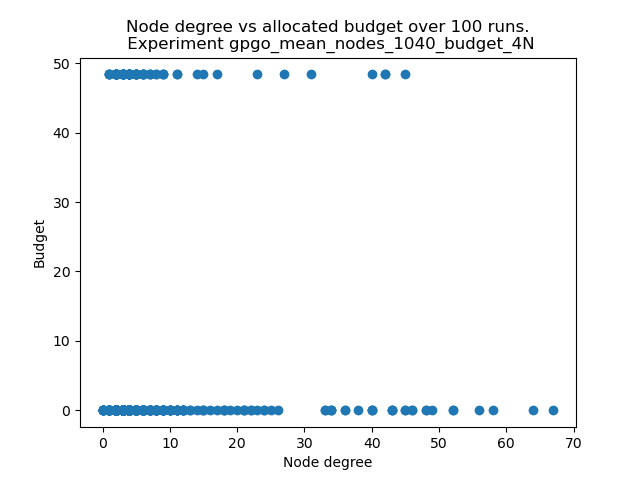 Node degree vs allocated budget over 100 runs.
Experiment gpgo_mean_nodes_1040_budget_4N
50
40
30
20
10
0
Budget
0 10 20 30 40 50 60 70
Node degree